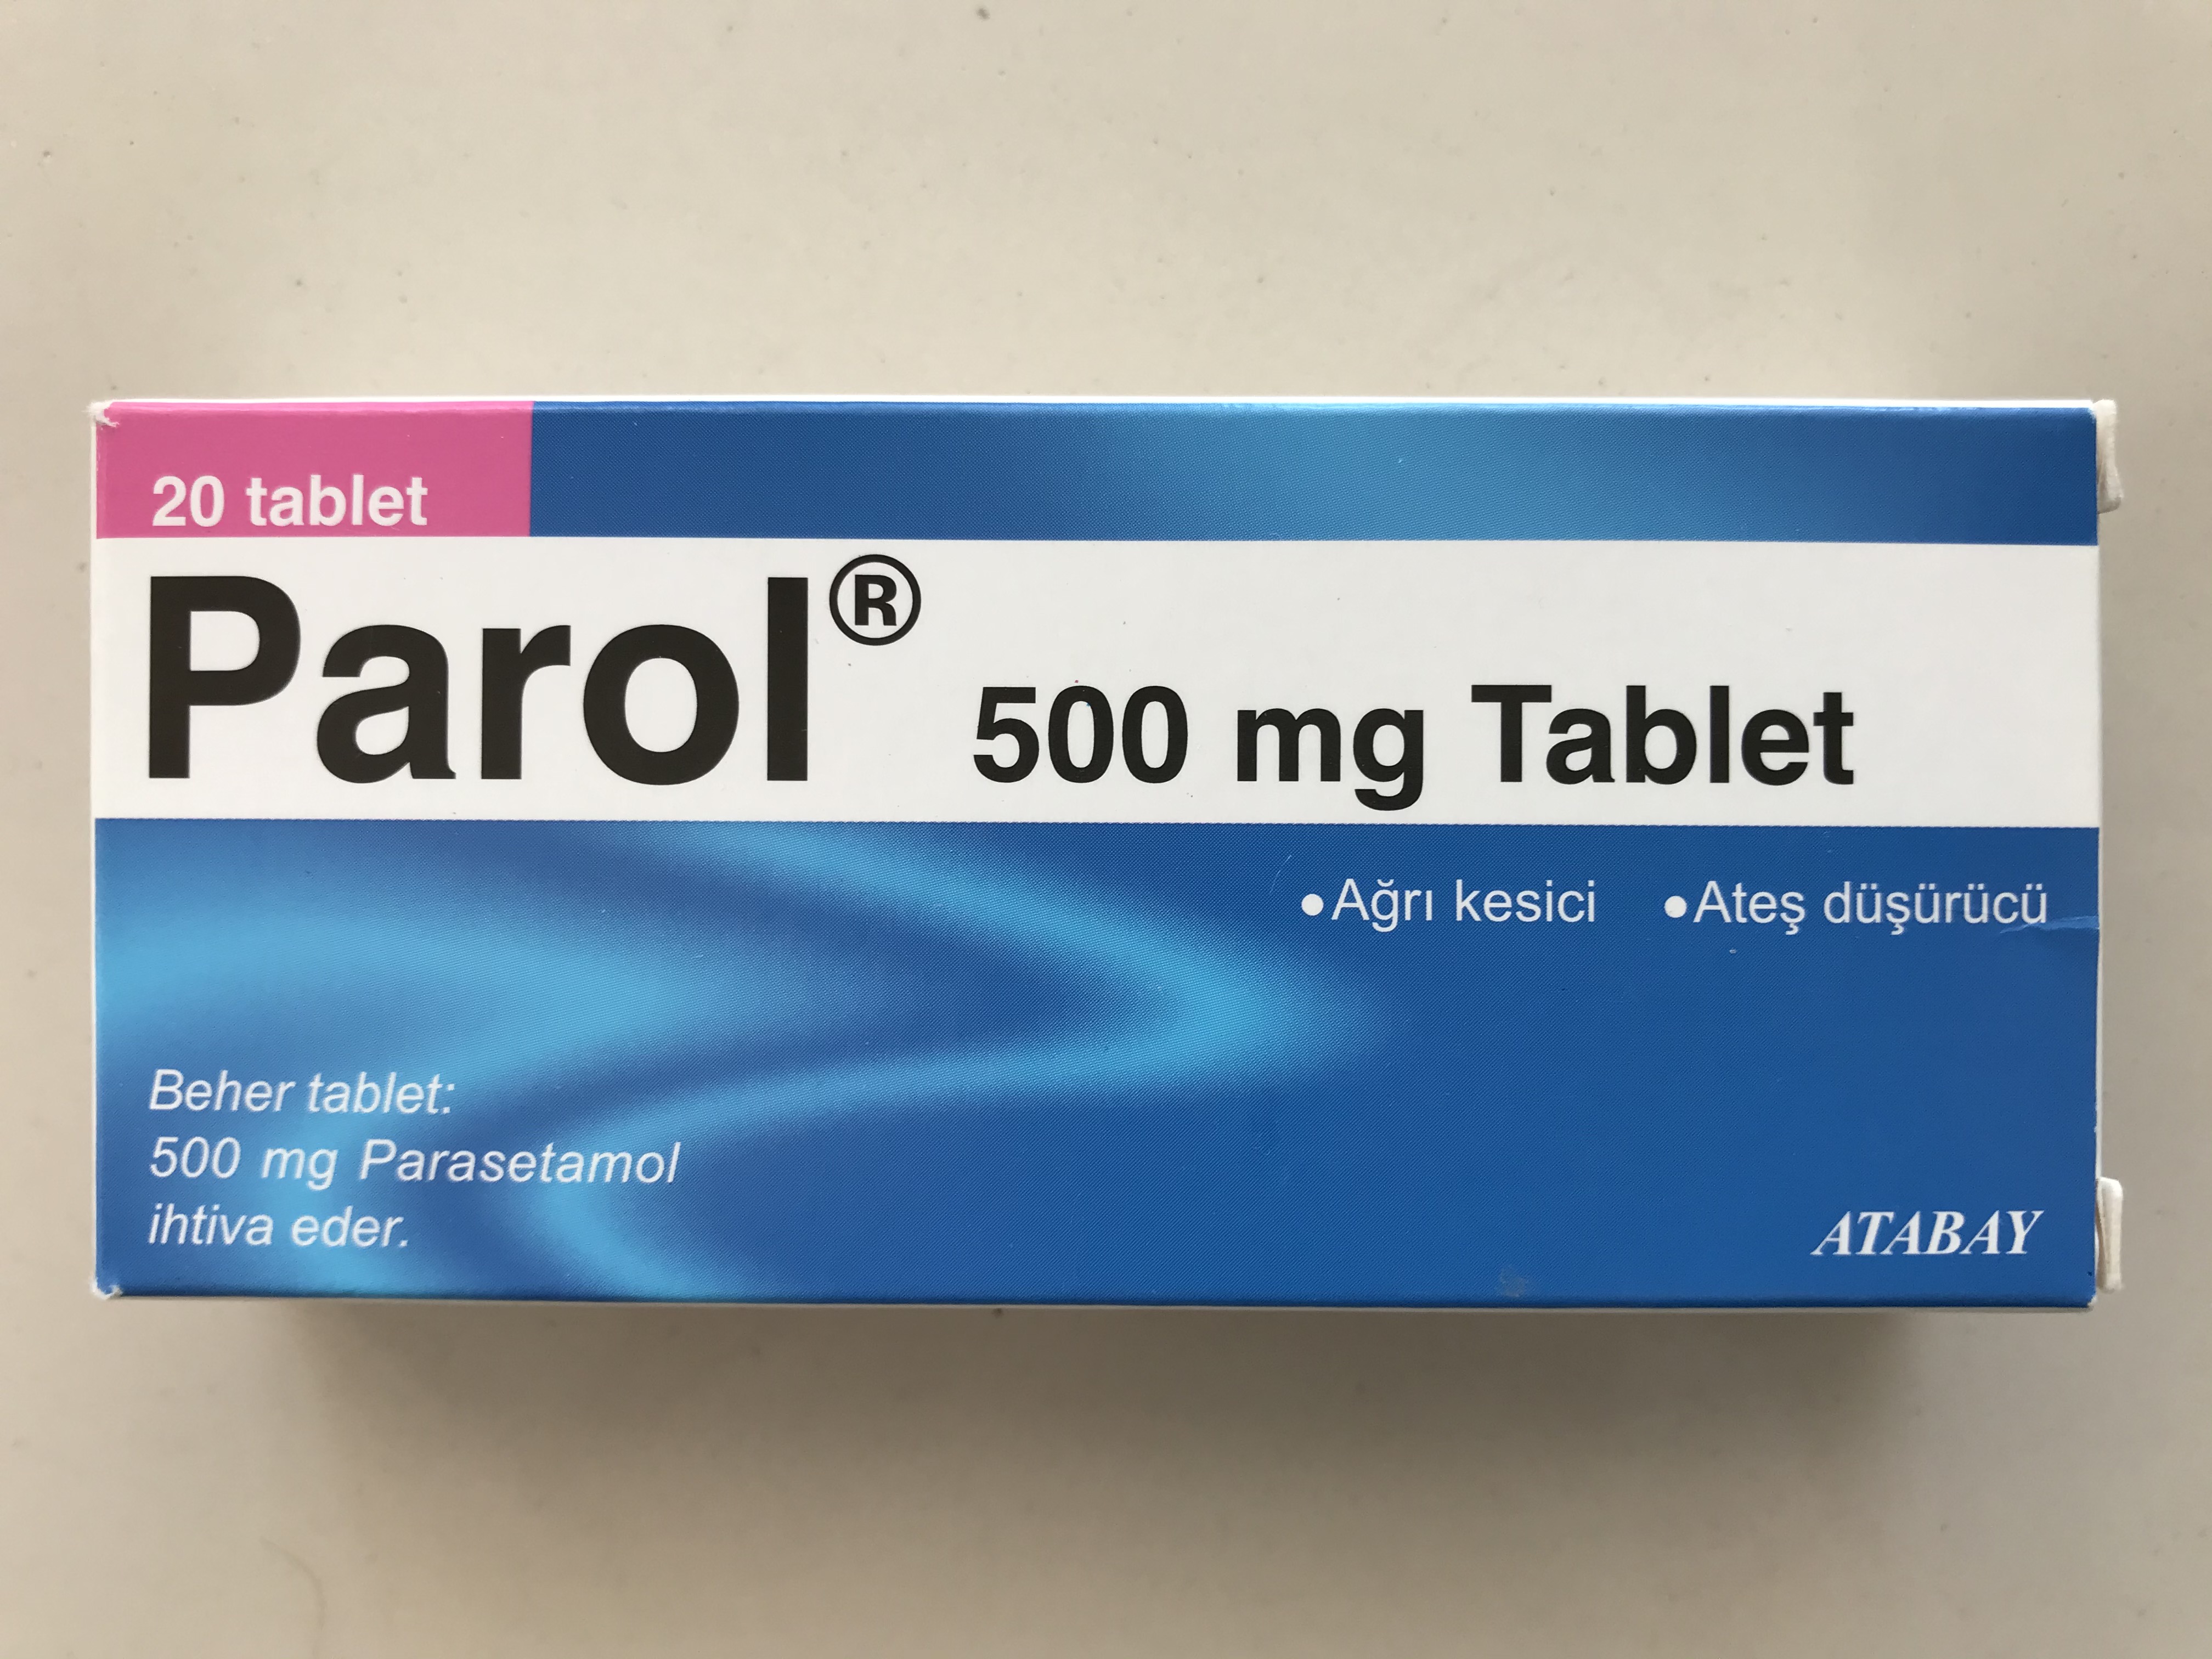 20 tablet
Parol® 500 mg Tablet
•Ağrı kesici •Ateş düşürücü
Beher tablet:
500 mg Parasetamol
ihtiva eder.
ATABAY